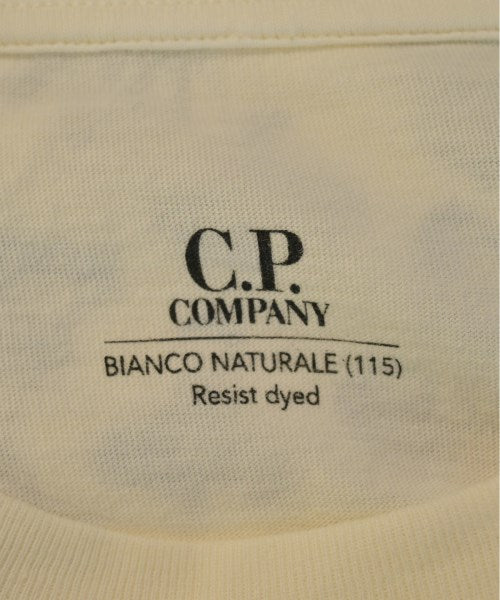 C.P.
COMPANY
BIANCO NATURALE (115)
Resist dyed